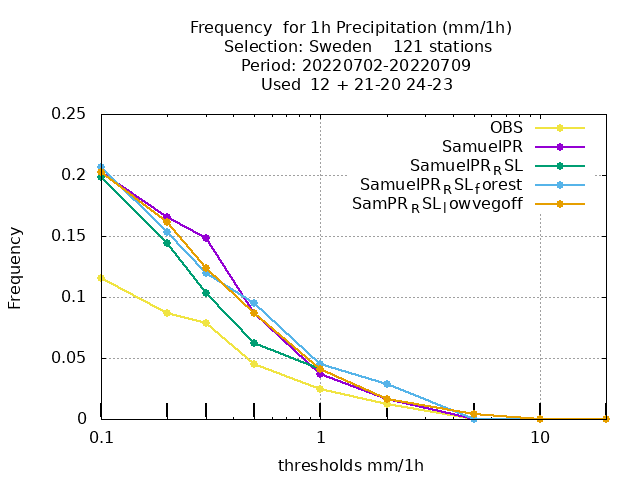 Frequency for 1h Precipitation (mm/1h)
Selection: Sweden 121 stations
Period: 20220702-20220709
Used 12 + 21-20 24-23
OBS
SamuelPR
SamuelPR_RSL
SamuelPR_RSL_forest
SamPR_RSL_lowvegoff
Frequency
0.25
0.2
0.15
0.1
0.05
0
0.1 1 10
thresholds mm/1h